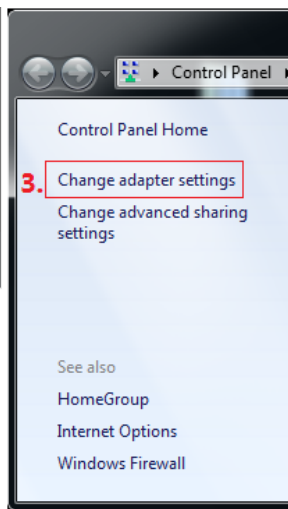 Control Panel
Control Panel Home
3. Change adapter settings
Change advanced sharing
settings
See also
HomeGroup
Internet Options
Windows Firewall